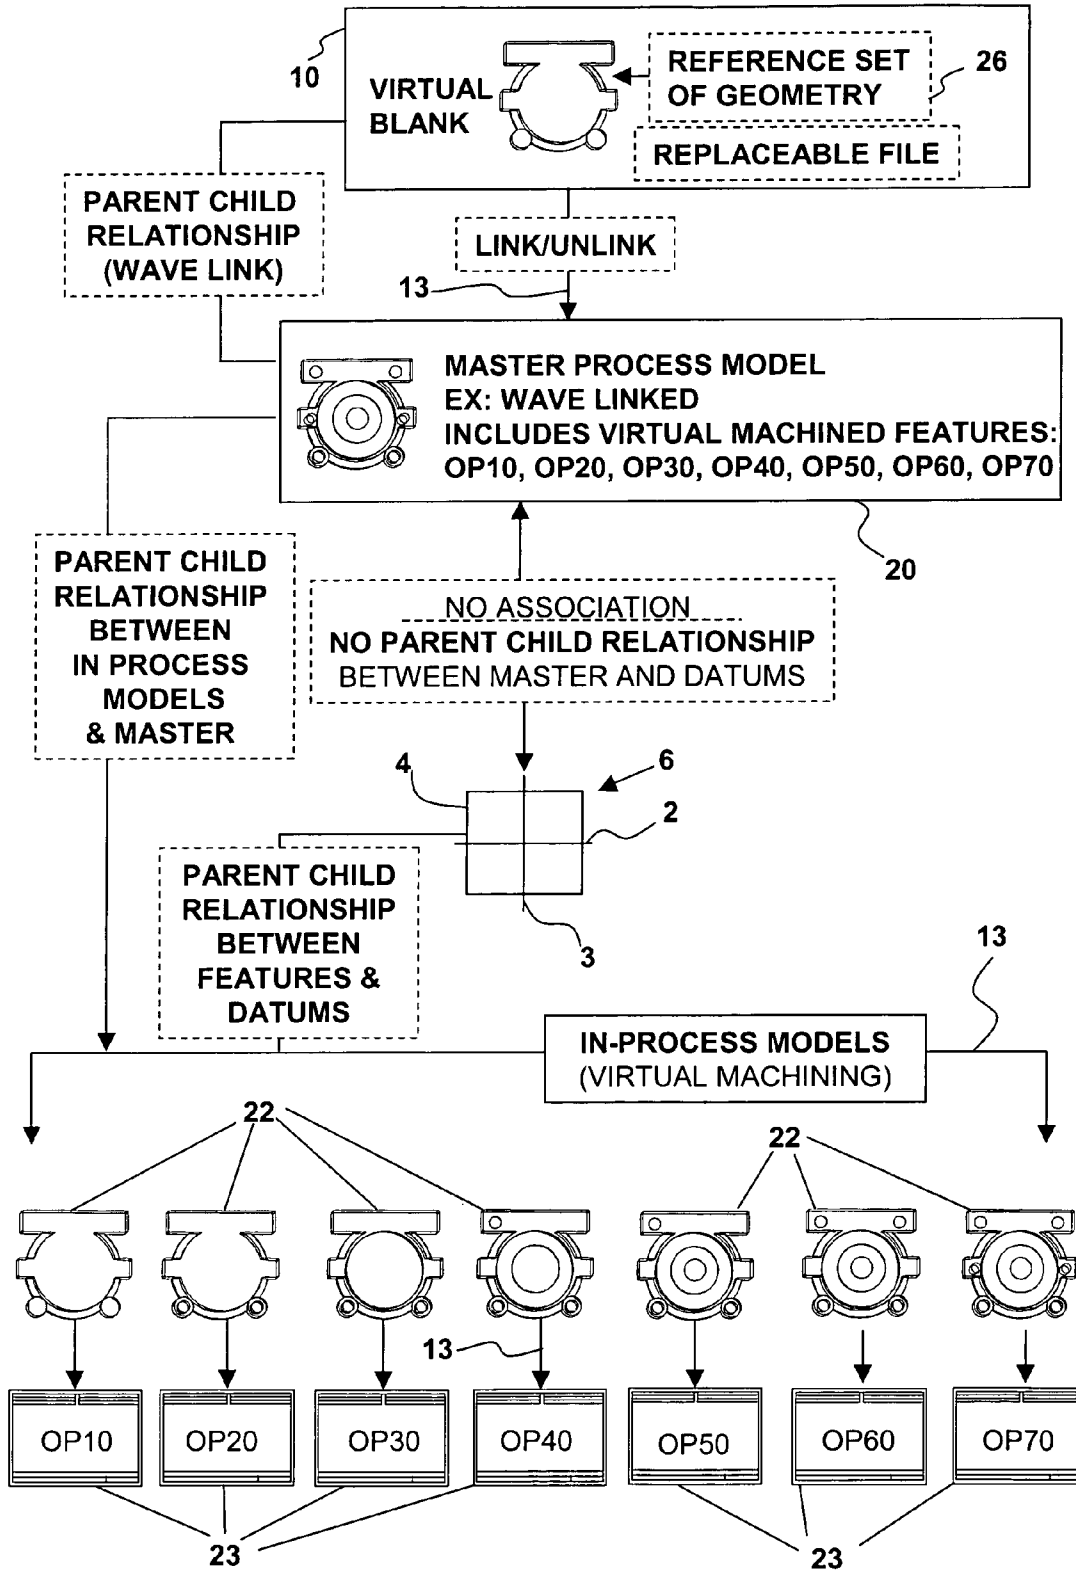 10
VIRTUAL
BLANK
REFERENCE SET
OF GEOMETRY
26
REPLACEABLE FILE
PARENT CHILD
RELATIONSHIP
(WAVE LINK)
LINK/UNLINK
13
MASTER PROCESS MODEL
EX: WAVE LINKED
INCLUDES VIRTUAL MACHINED FEATURES:
OP10, OP20, OP30, OP40, OP50, OP60, OP70
20
PARENT CHILD
RELATIONSHIP
BETWEEN
IN PROCESS
MODELS
& MASTER
NO ASSOCIATION
NO PARENT CHILD RELATIONSHIP
BETWEEN MASTER AND DATUMS
4
6
2
3
PARENT CHILD
RELATIONSHIP
BETWEEN
FEATURES &
DATUMS
13
IN-PROCESS MODELS
(VIRTUAL MACHINING)
22
22
13
OP10
OP20
OP30
OP40
OP50
OP60
OP70
23
23